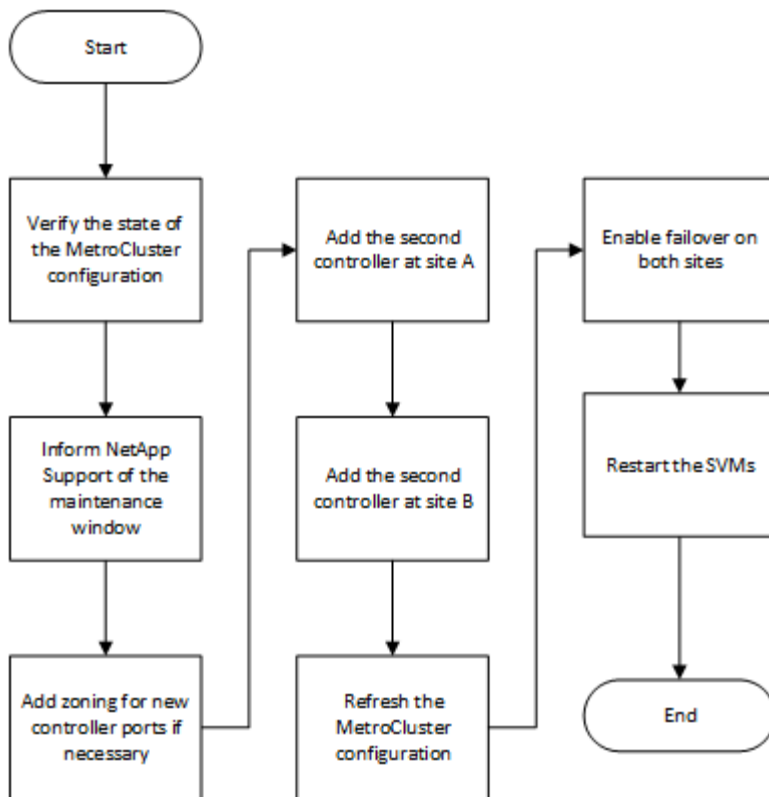 Start
Verify the state of
the MetroCluster
configuration
Inform NetApp
Support of the
maintenance
window
Add zoning for new
controller ports if
necessary
Add the second
controller at site A
Add the second
controller at site B
Refresh the
MetroCluster
configuration
Enable failover on
both sites
Restart the SVMs
End